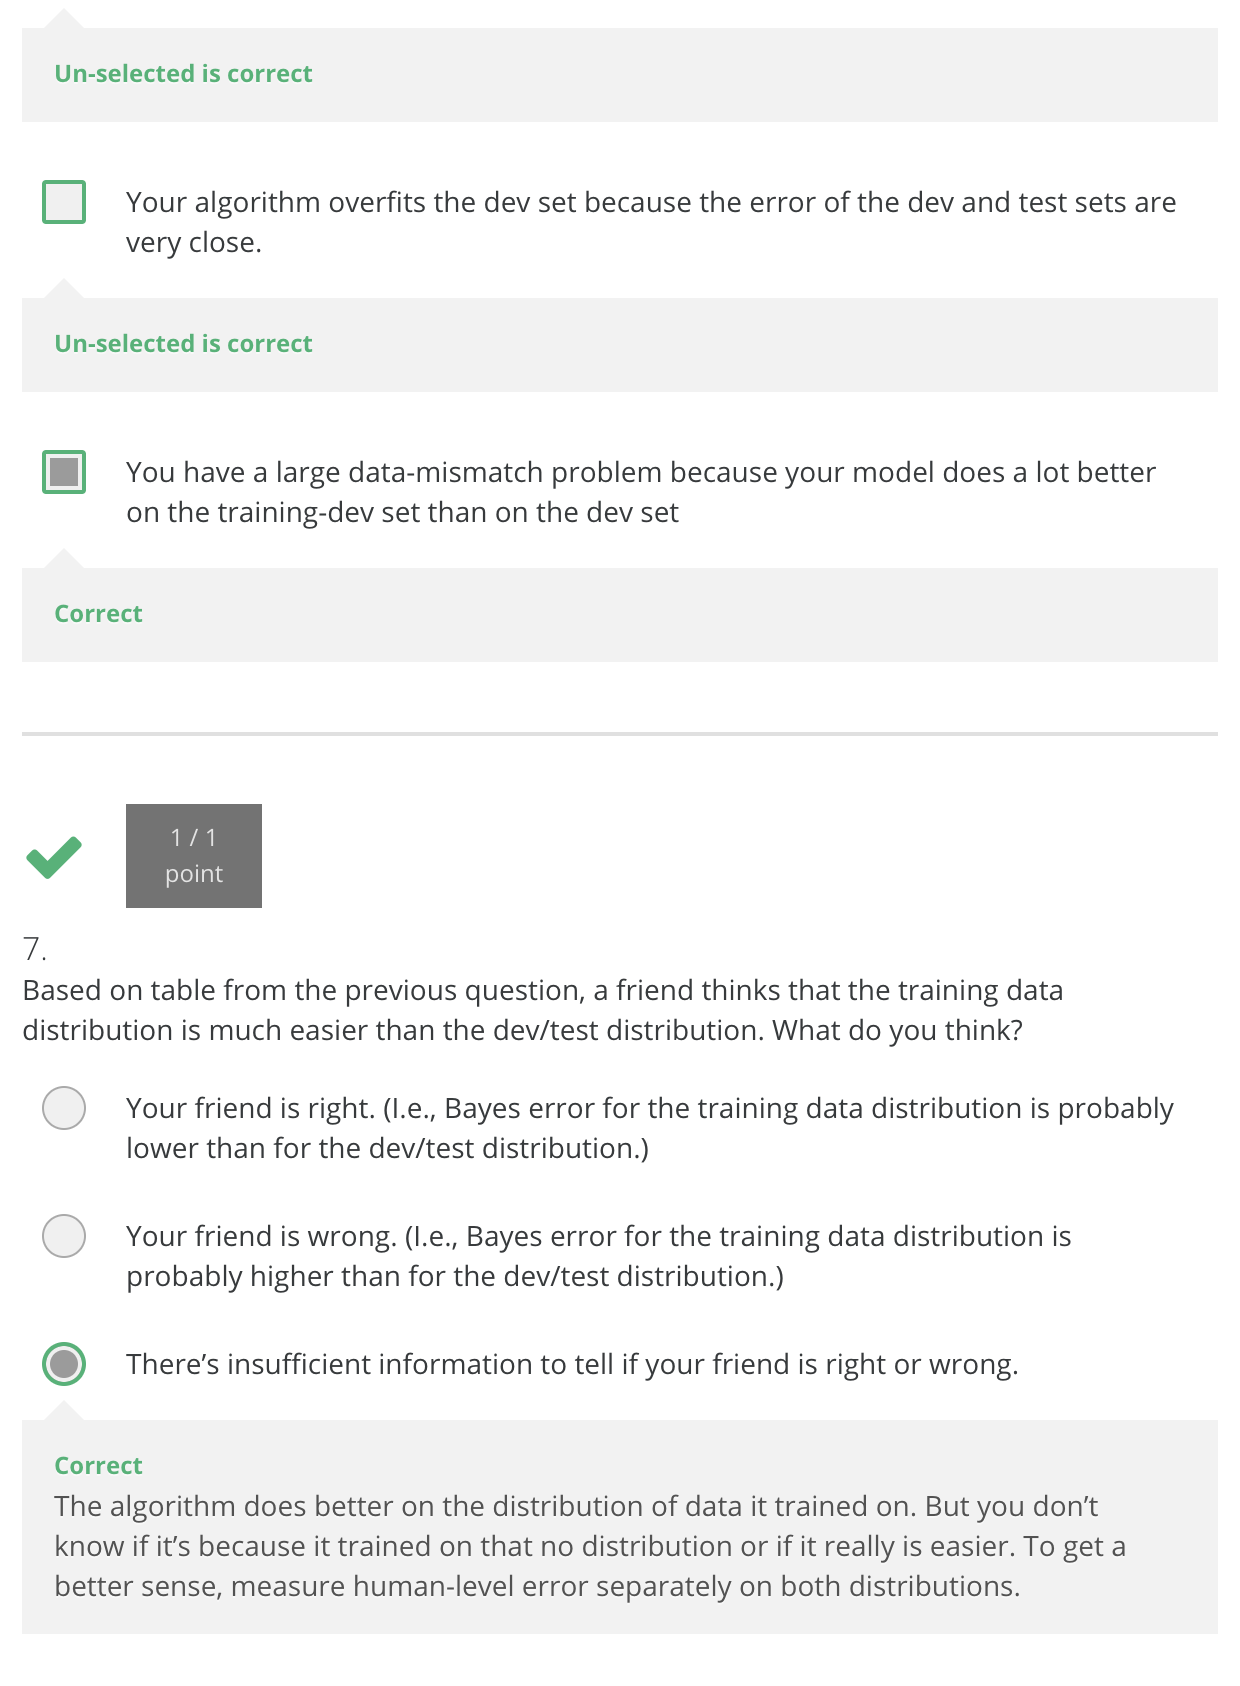 Un-selected is correct
Your algorithm overfits the dev set because the error of the dev and test sets are
very close.
Un-selected is correct
You have a large data-mismatch problem because your model does a lot better
on the training-dev set than on the dev set
Correct
1 / 1
point
7.
Based on table from the previous question, a friend thinks that the training data
distribution is much easier than the dev/test distribution. What do you think?
Your friend is right. (I.e., Bayes error for the training data distribution is probably
lower than for the dev/test distribution.)
Your friend is wrong. (I.e., Bayes error for the training data distribution is
probably higher than for the dev/test distribution.)
There’s insufficient information to tell if your friend is right or wrong.
Correct
The algorithm does better on the distribution of data it trained on. But you don’t
know if it’s because it trained on that no distribution or if it really is easier. To get a
better sense, measure human-level error separately on both distributions.